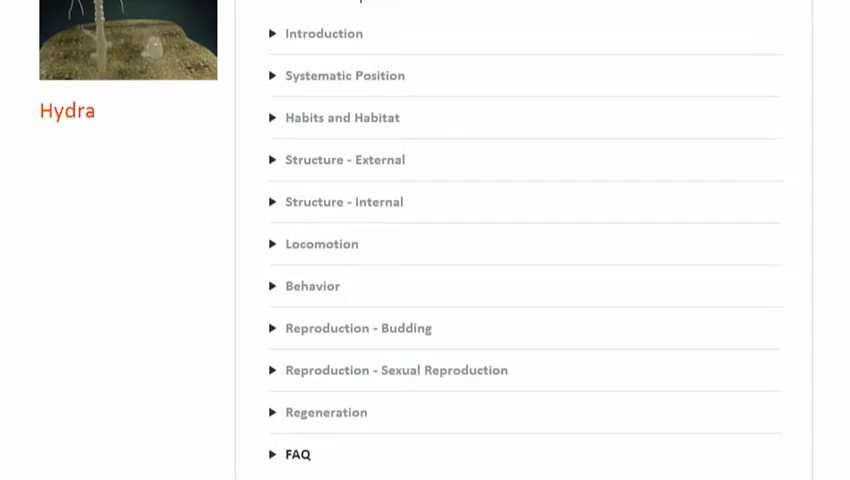 Introduction
Systematic Position
Hydra
Habits and Habitat
Structure - External
Structure - Internal
Locomotion
Behavior
Reproduction - Budding
Reproduction - Sexual Reproduction
Regeneration
FAQ